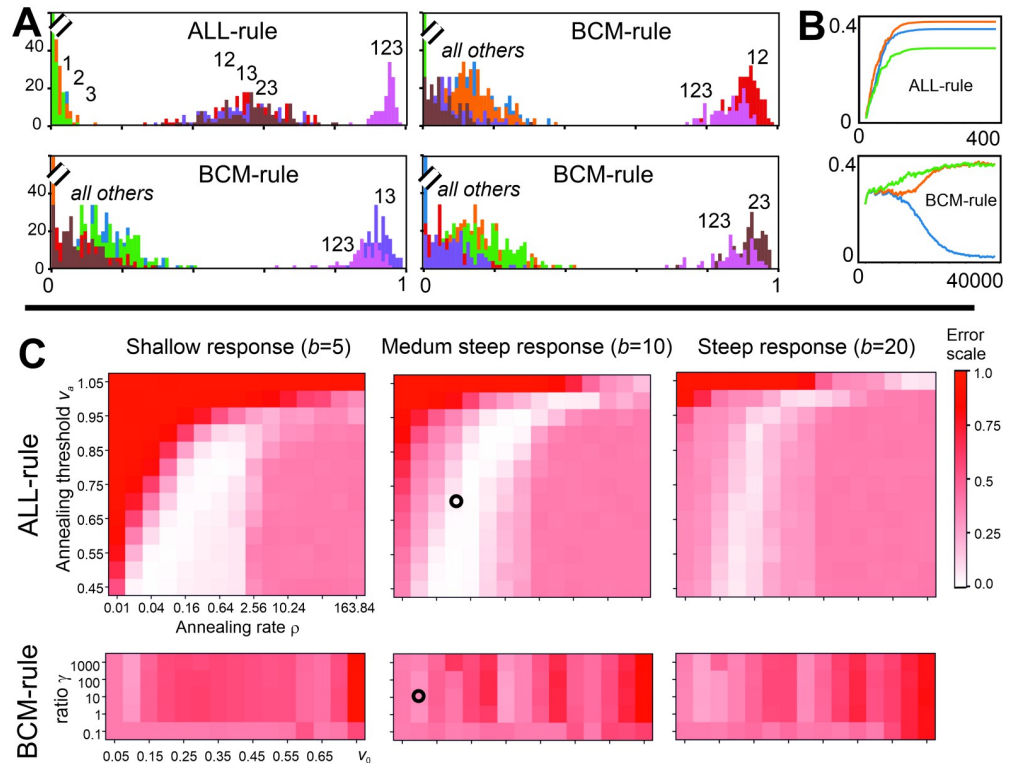 A
ALL-rule
40
20
0
1
2
3
12
13
23
123
BCM-rule
all others
123
12
B
0.4
0
ALL-rule
0
400
BCM-rule
40
20
0
all others
123
13
0
1
BCM-rule
all others
123
23
0
1
0.4
0
BCM-rule
0
40000
C
Shallow response (b=5)
Medum steep response (b=10)
Steep response (b=20)
Error
scale
ALL-rule
Annealing threshold va
1.05
0.95
0.85
0.75
0.65
0.55
0.45
0.01 0.04 0.16 0.64 2.56 10.24 163.84
Annealing rate ρ
1.0
0.75
0.50
0.25
0.0
BCM-rule
ratio γ
1000
100
10
1
0.1
0.05 0.15 0.25 0.35 0.45 0.55 0.65 v0